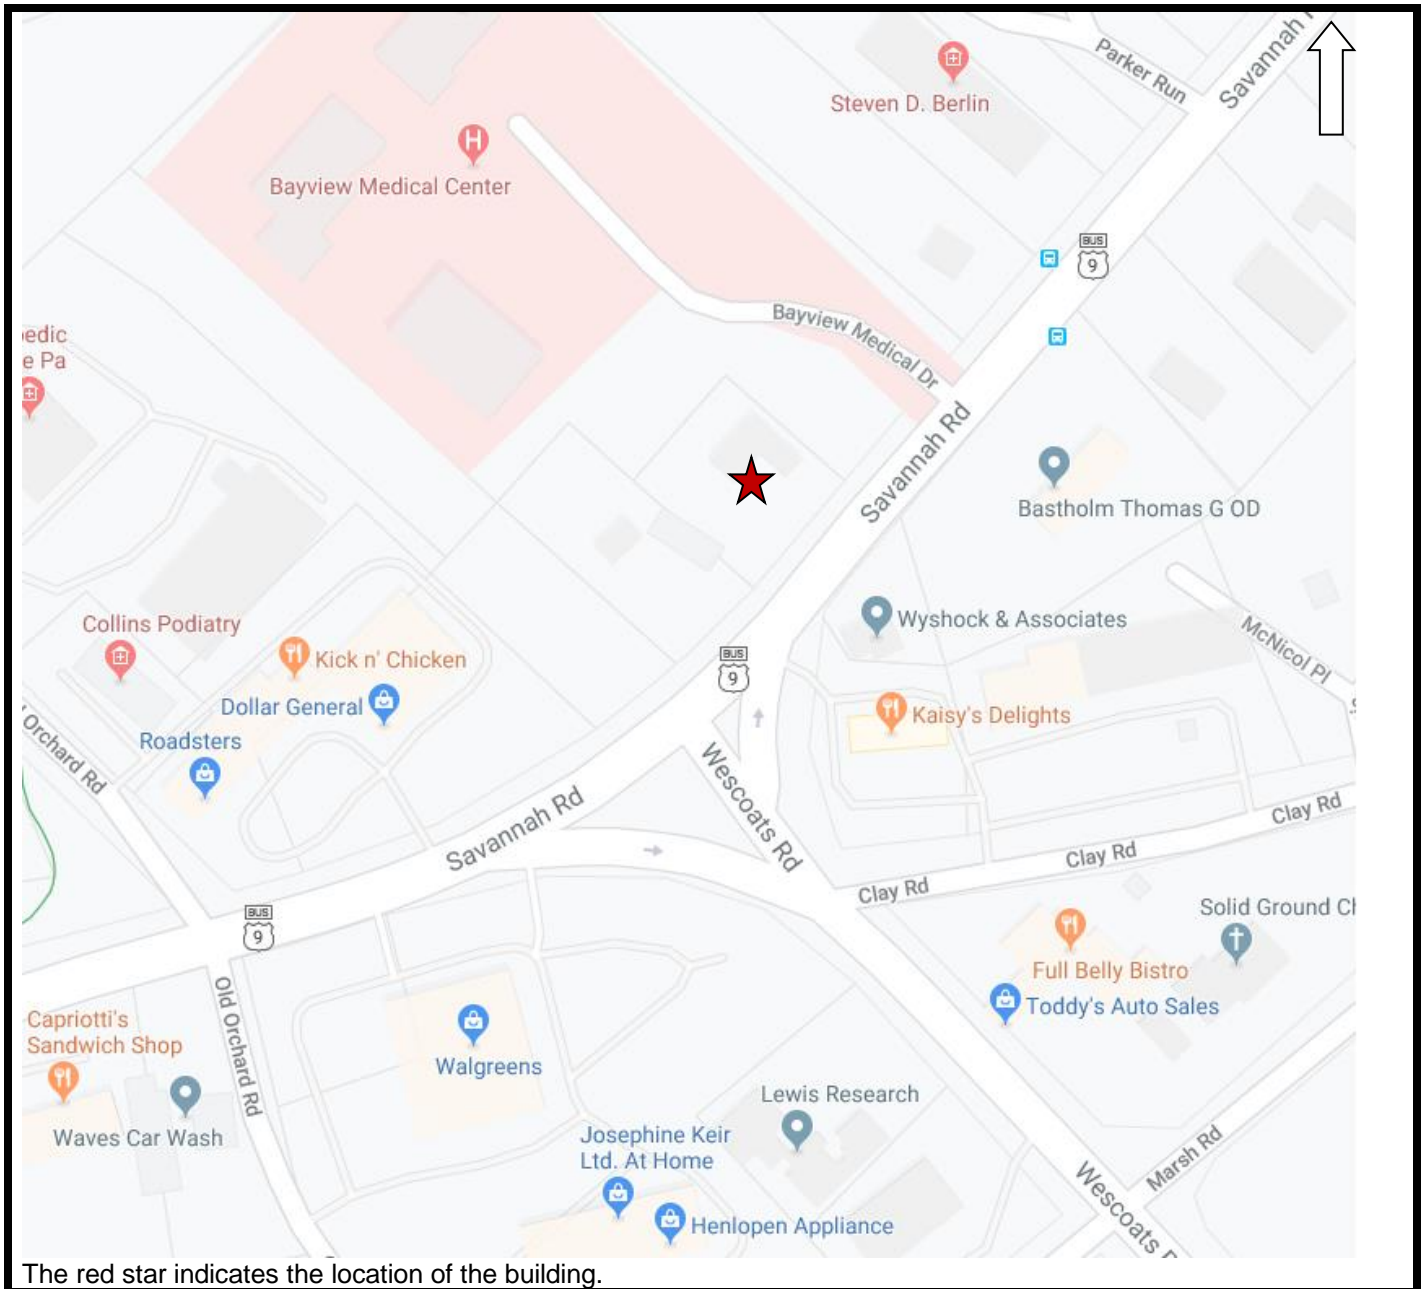 Savannah R
Parker Run
Steven D. Berlin
Bayview Medical Center
BUS
9
Bayview Medical Dr
edic
e Pa
Savannah Rd
Bastholm Thomas G OD
Collins Podiatry
Wyshock & Associates
McNicol Pl
Kick n' Chicken
BUS
9
Dollar General
Kaisy's Delights
Roadsters
Orchard Rd
Wescoats Rd
Savannah Rd
Clay Rd
Clay Rd
Clay Rd
BUS
9
Solid Ground Ch
Full Belly Bistro
Toddy's Auto Sales
Old Orchard Rd
Capriotti's
Sandwich Shop
Walgreens
Waves Car Wash
Lewis Research
Josephine Keir
Ltd. At Home
Marsh Rd
Wescoats R
Henlopen Appliance
The red star indicates the location of the building.